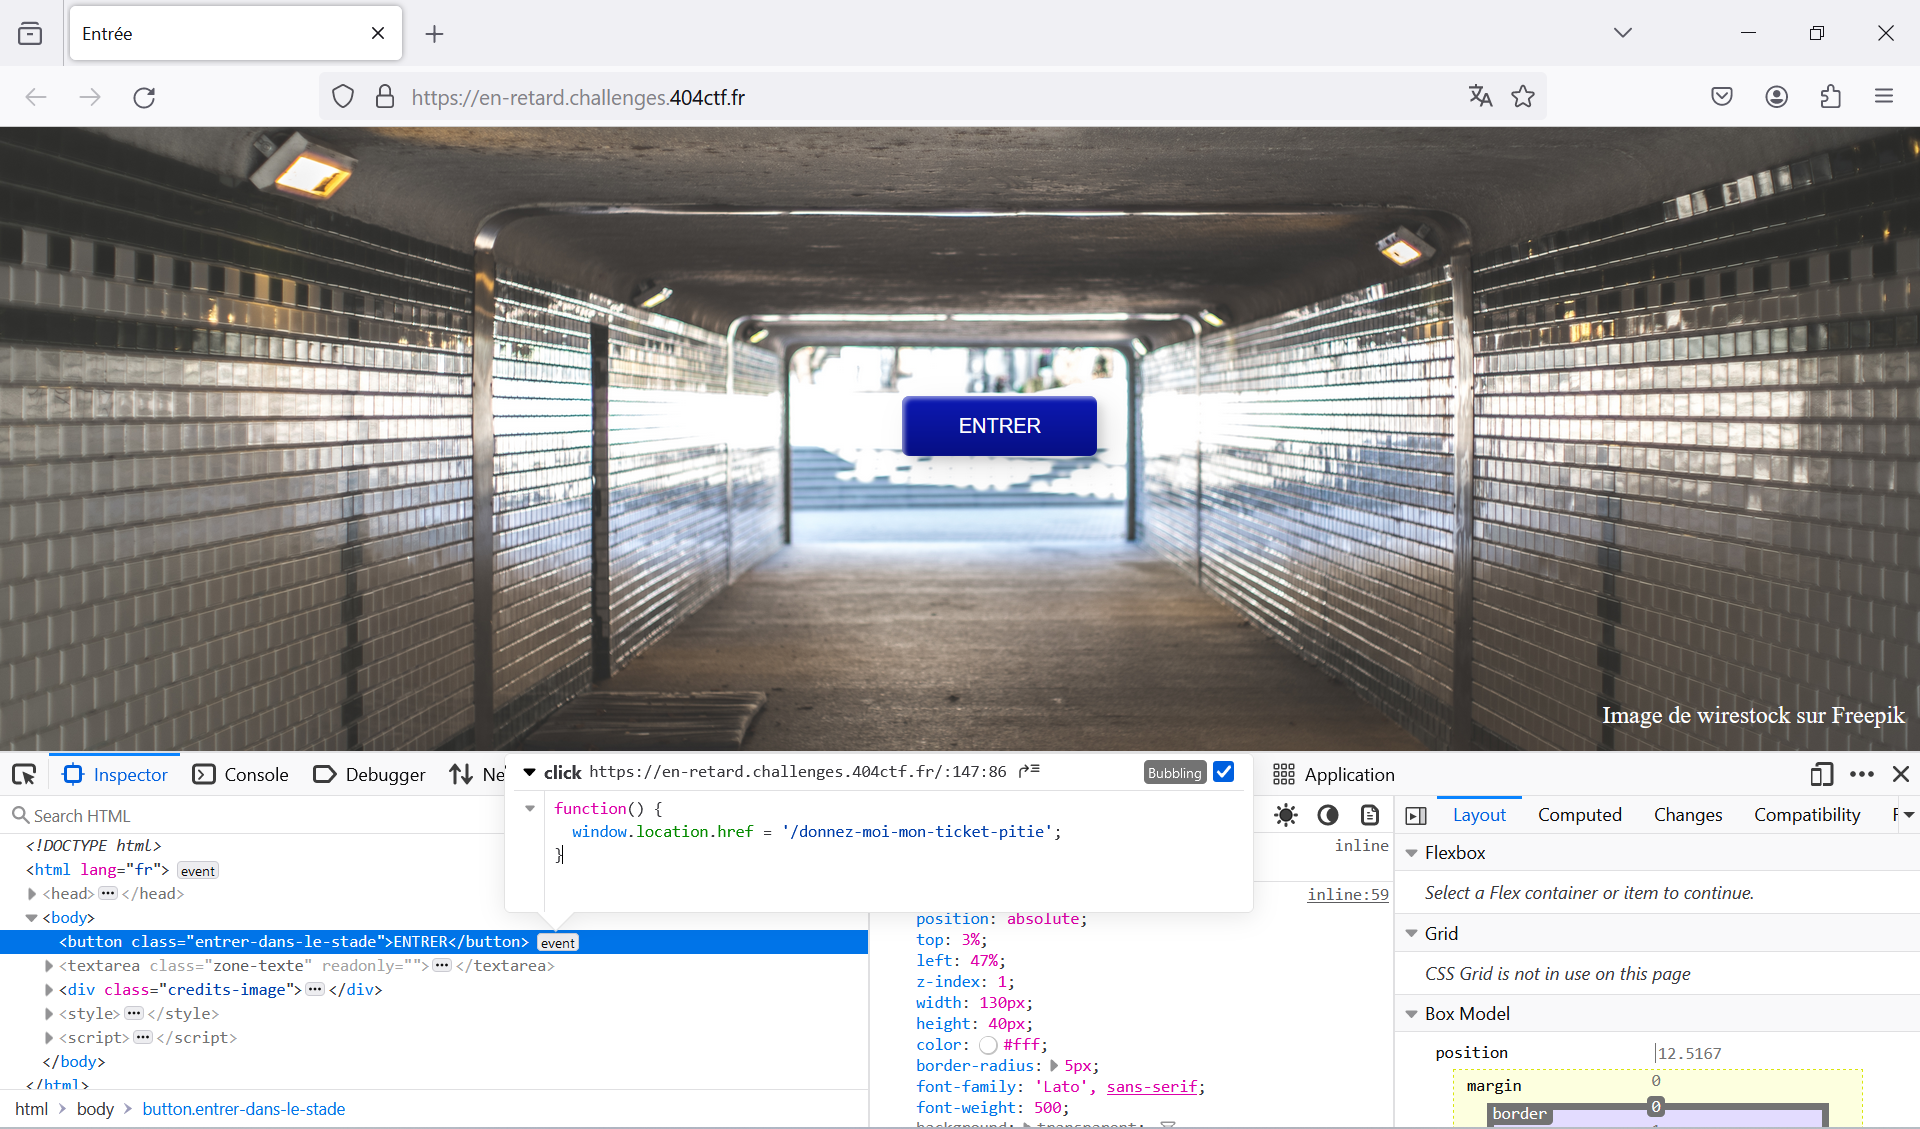 Entrée
https://en-retard.challenges.404ctf.fr
ENTRER
Image de wirestock sur Freepik
Inspector
Console
Debugger
Ne
Application
click https://en-retard.challenges.404ctf.fr/:147:86
Bubbling
function() {
window.location.href = '/donnez-moi-mon-ticket-pitie';
}
Search HTML
<!DOCTYPE html>
<html lang="fr"> event
<head> ••• </head>
<body>
<button class="entrer-dans-le-stade">ENTRER</button> event
<textarea class="zone-texte" readonly=""> ••• </textarea>
<div class="credits-image"> ••• </div>
<style> ••• </style>
<script> ••• </script>
</body>
</html>
html > body > button.entrer-dans-le-stade
inline
inline:59
position: absolute;
top: 3%;
left: 47%;
z-index: 1;
width: 130px;
height: 40px;
color: #fff;
border-radius: 5px;
font-family: 'Lato', sans-serif;
font-weight: 500;
background: transparent;
Layout
Computed
Changes
Compatibility
Flexbox
Select a Flex container or item to continue.
Grid
CSS Grid is not in use on this page
Box Model
position
12.5167
margin
0
border
0